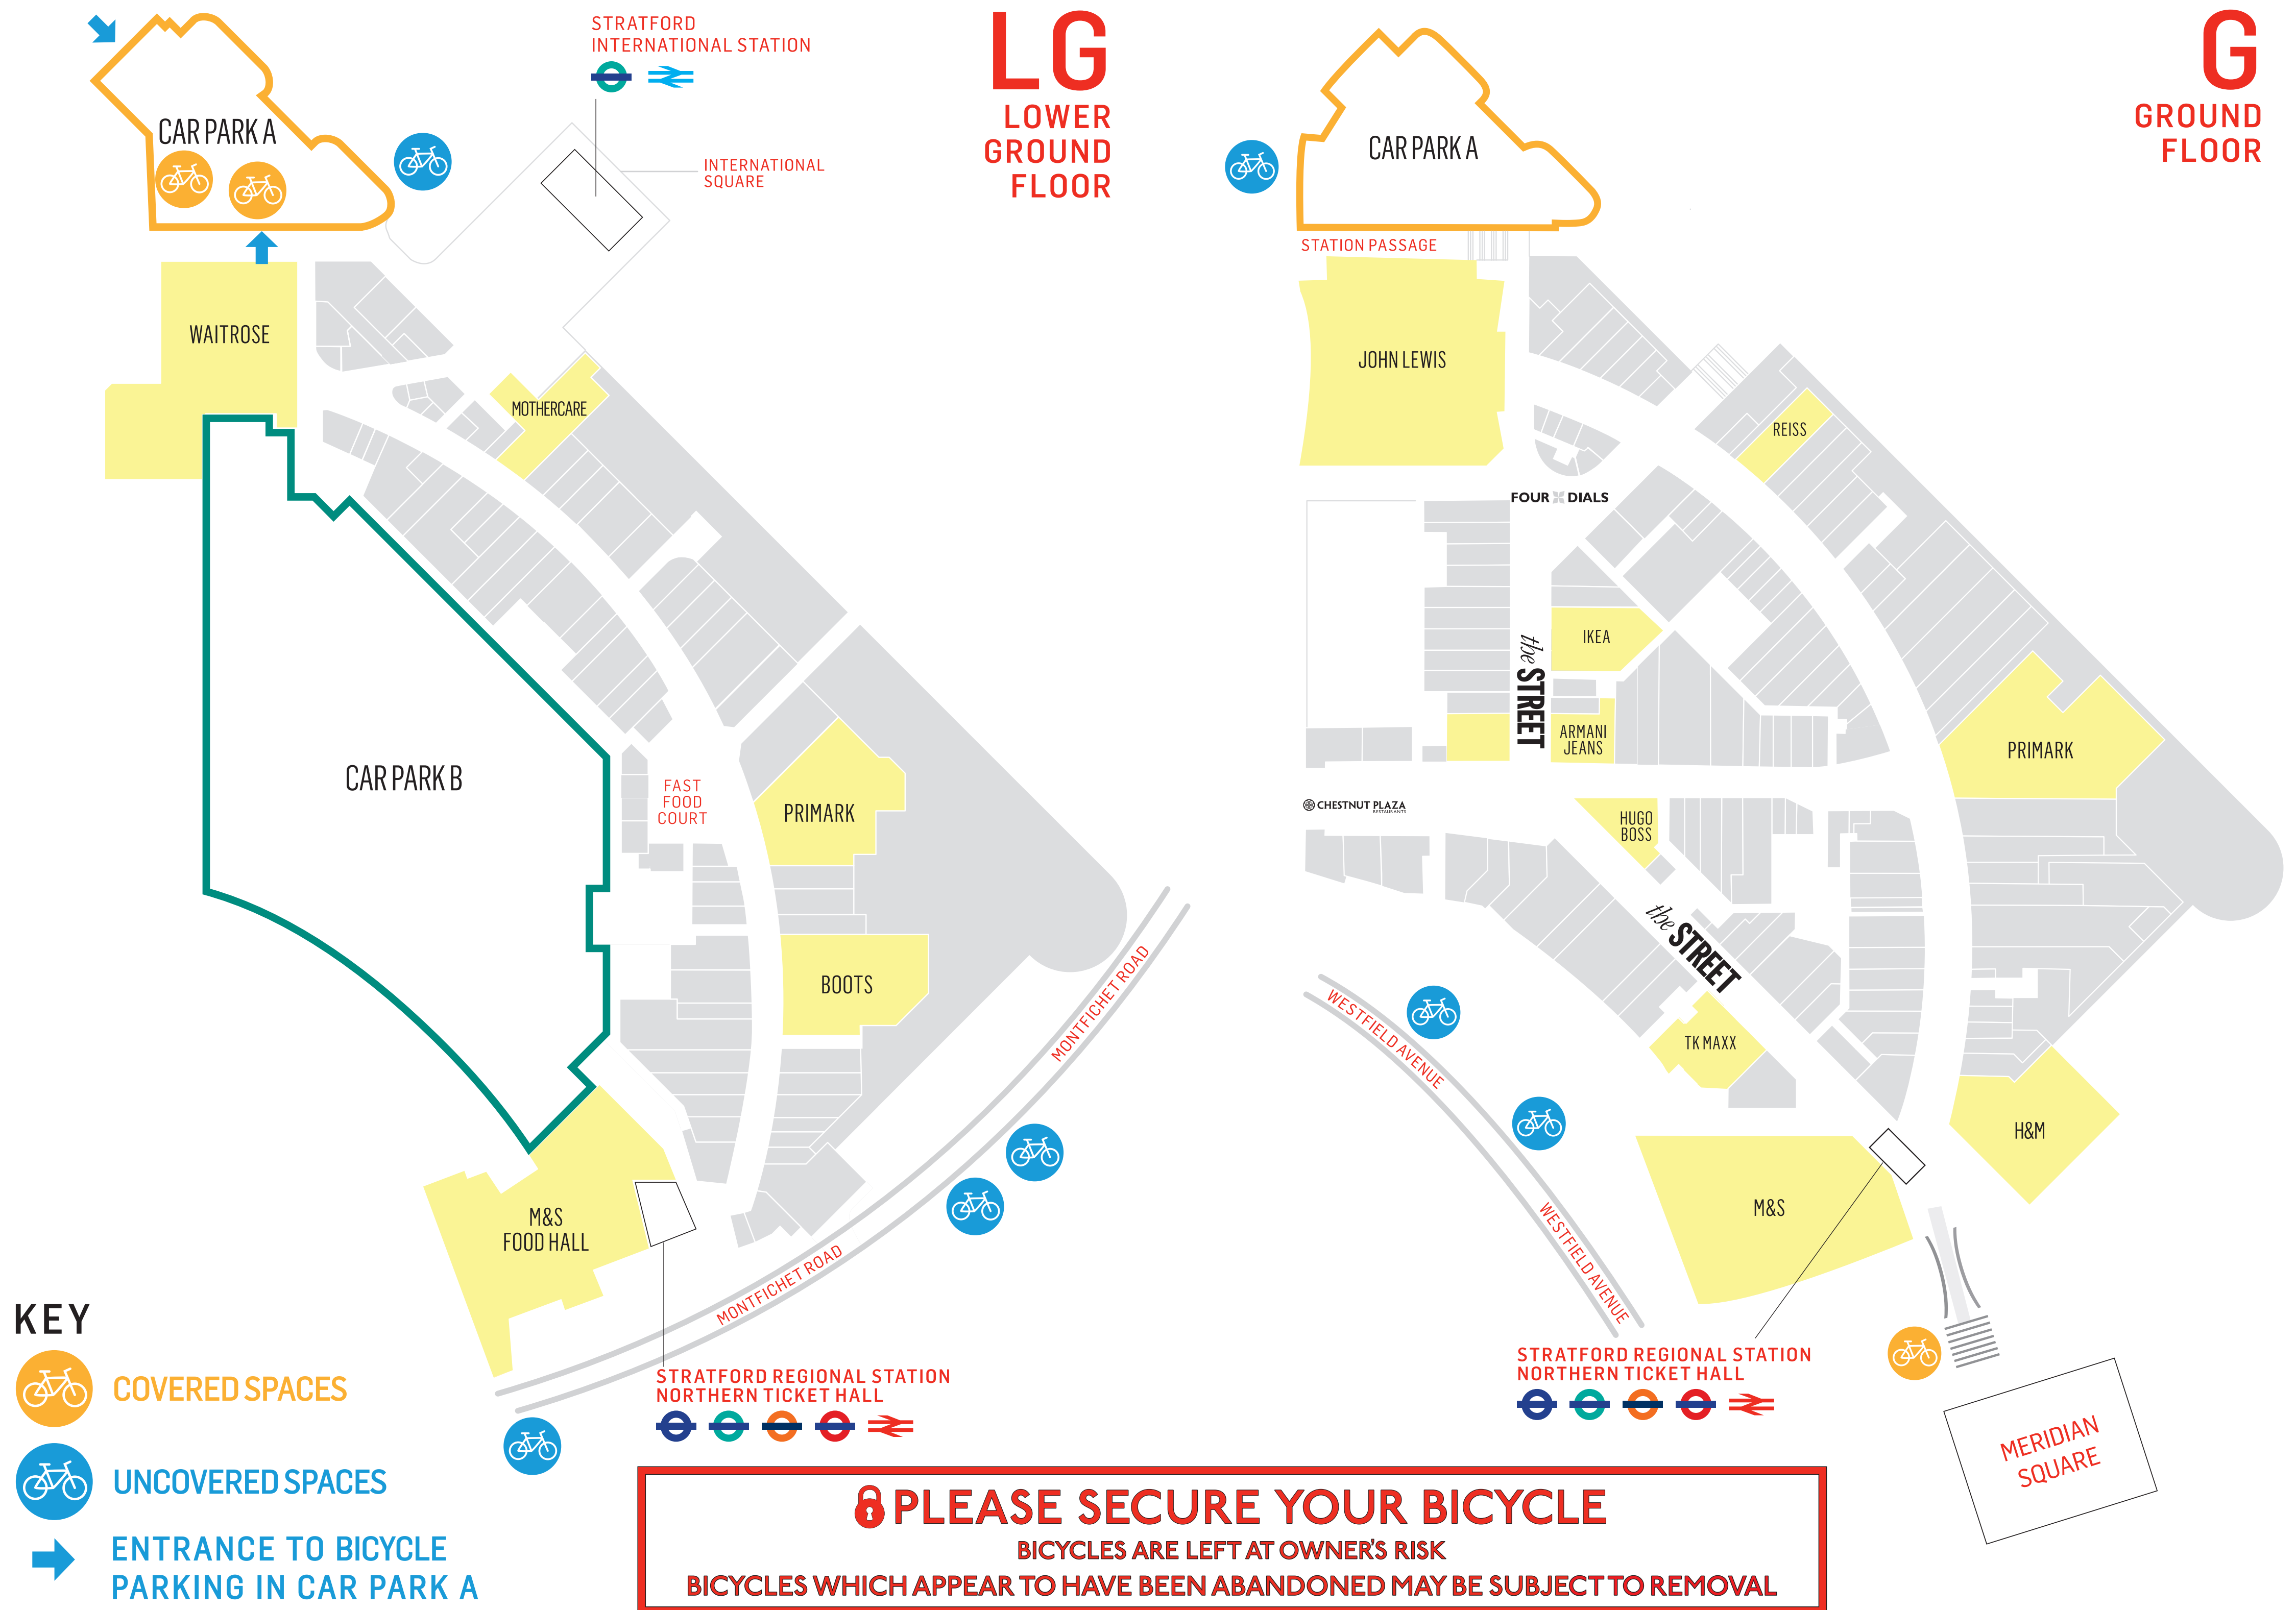 STRATFORD
INTERNATIONAL STATION
INTERNATIONAL
SQUARE
LG
LOWER
GROUND
FLOOR
CAR PARK A
WAITROSE
MOTHERCARE
CAR PARK B
FAST
FOOD
COURT
PRIMARK
BOOTS
MONTFICHET ROAD
M&S
FOOD HALL
MONTFICHET ROAD
STRATFORD REGIONAL STATION
NORTHERN TICKET HALL
G
GROUND
FLOOR
CAR PARK A
STATION PASSAGE
JOHN LEWIS
REISS
FOUR DIALS
IKEA
the STREET
ARMANI
JEANS
PRIMARK
CHESTNUT PLAZA
RESTAURANTS
HUGO
BOSS
the STREET
WESTFIELD AVENUE
TK MAXX
H&M
M&S
WESTFIELD AVENUE
STRATFORD REGIONAL STATION
NORTHERN TICKET HALL
MERIDIAN
SQUARE
KEY
COVERED SPACES
UNCOVERED SPACES
ENTRANCE TO BICYCLE
PARKING IN CAR PARK A
PLEASE SECURE YOUR BICYCLE
BICYCLES ARE LEFT AT OWNER'S RISK
BICYCLES WHICH APPEAR TO HAVE BEEN ABANDONED MAY BE SUBJECT TO REMOVAL